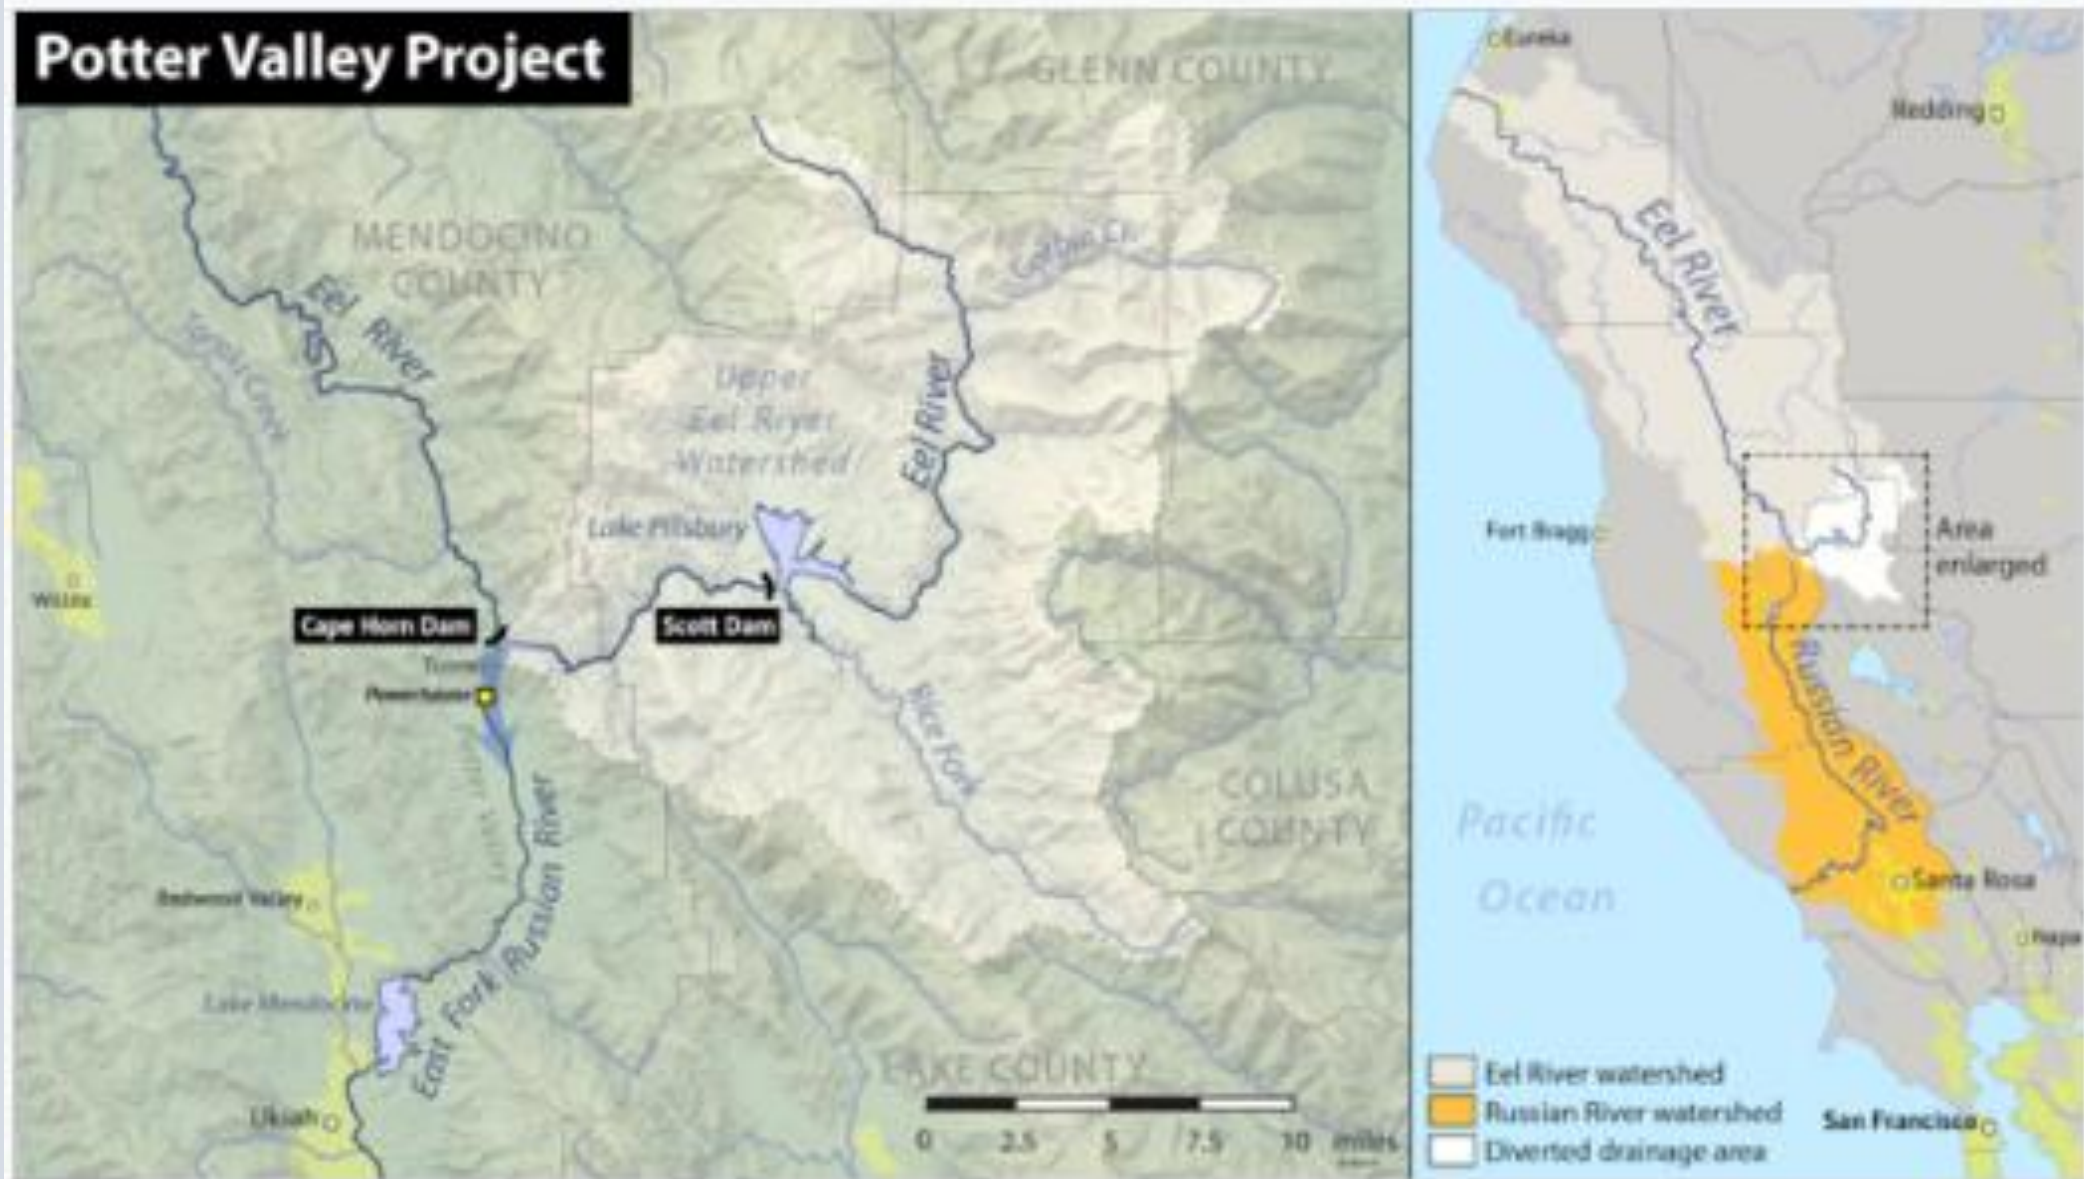 Potter Valley Project
GLENN COUNTY
MENDOCINO
COUNTY
Eel River
Upper
Eel River
Watershed
Eel River
Lake Pillsbury
Cape Horn Dam
Scott Dam
Powerhouse
Rice Fork
COLUSA
COUNTY
East Fork Russian River
Redwood Valley
Lake Mendocino
Ukiah
LAKE COUNTY
0 2.5 5 7.5 10 miles
Eureka
Redding
Eel River
Fort Bragg
Area
enlarged
Russian River
Pacific
Ocean
Santa Rosa
Napa
San Francisco
Eel River watershed
Russian River watershed
Diverted drainage area